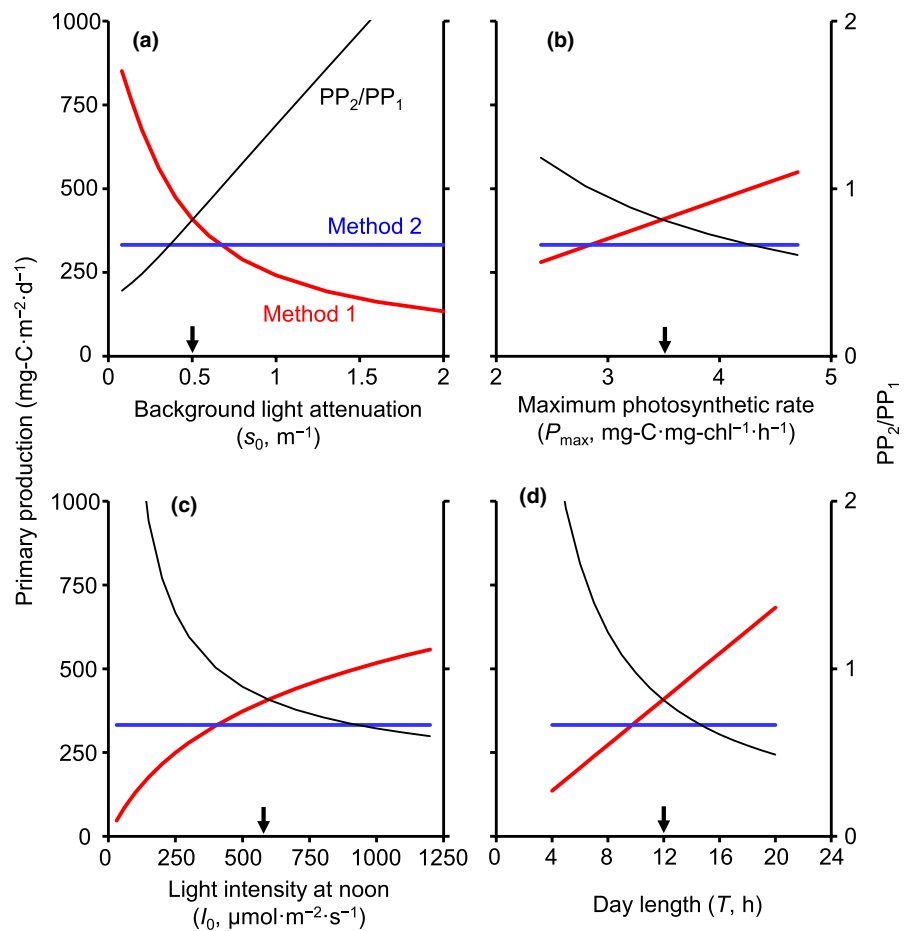 (a)
(b)
1000
750
500
250
0
PP₂/PP₁
Method 2
Method 1
2
1
0
0 0.5 1 1.5 2
2 3 4 5
Background light attenuation
(s₀, m⁻¹)
Maximum photosynthetic rate
(Pmax, mg-C·mg-chl⁻¹·h⁻¹)
Primary production (mg-C·m⁻²·d⁻¹)
PP₂/PP₁
(c)
(d)
1000
750
500
250
0
2
1
0
0 250 500 750 1000 1250
0 4 8 12 16 20 24
Light intensity at noon
(I₀, µmol·m⁻²·s⁻¹)
Day length (T, h)